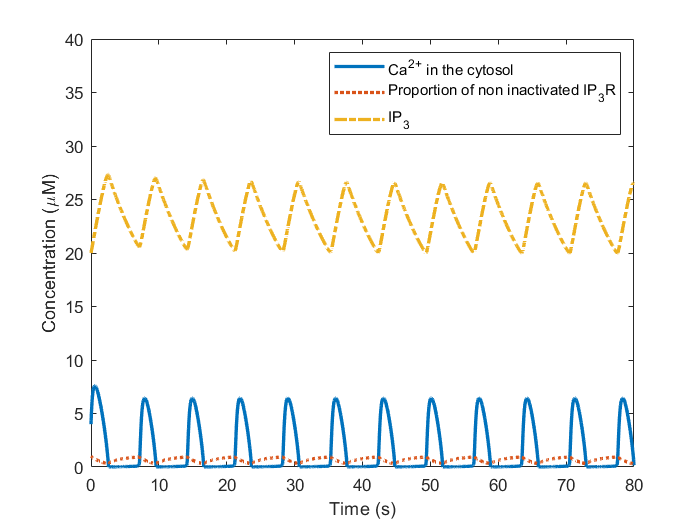 40
35
30
25
20
15
10
5
0
Concentration (μM)
Ca2+ in the cytosol
Proportion of non inactivated IP3R
IP3
0 10 20 30 40 50 60 70 80
Time (s)